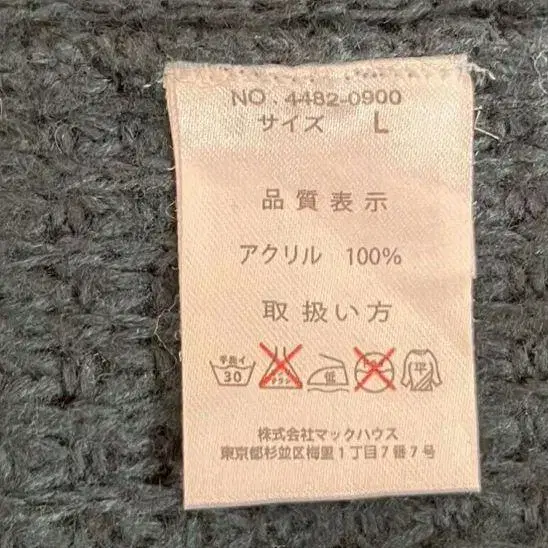 NO.4482-0900
サイズ L
品質表示
アクリル 100%
取扱い方
手洗イ 30 低 平
株式会社マックハウス
東京都杉並区梅里1丁目7番7号